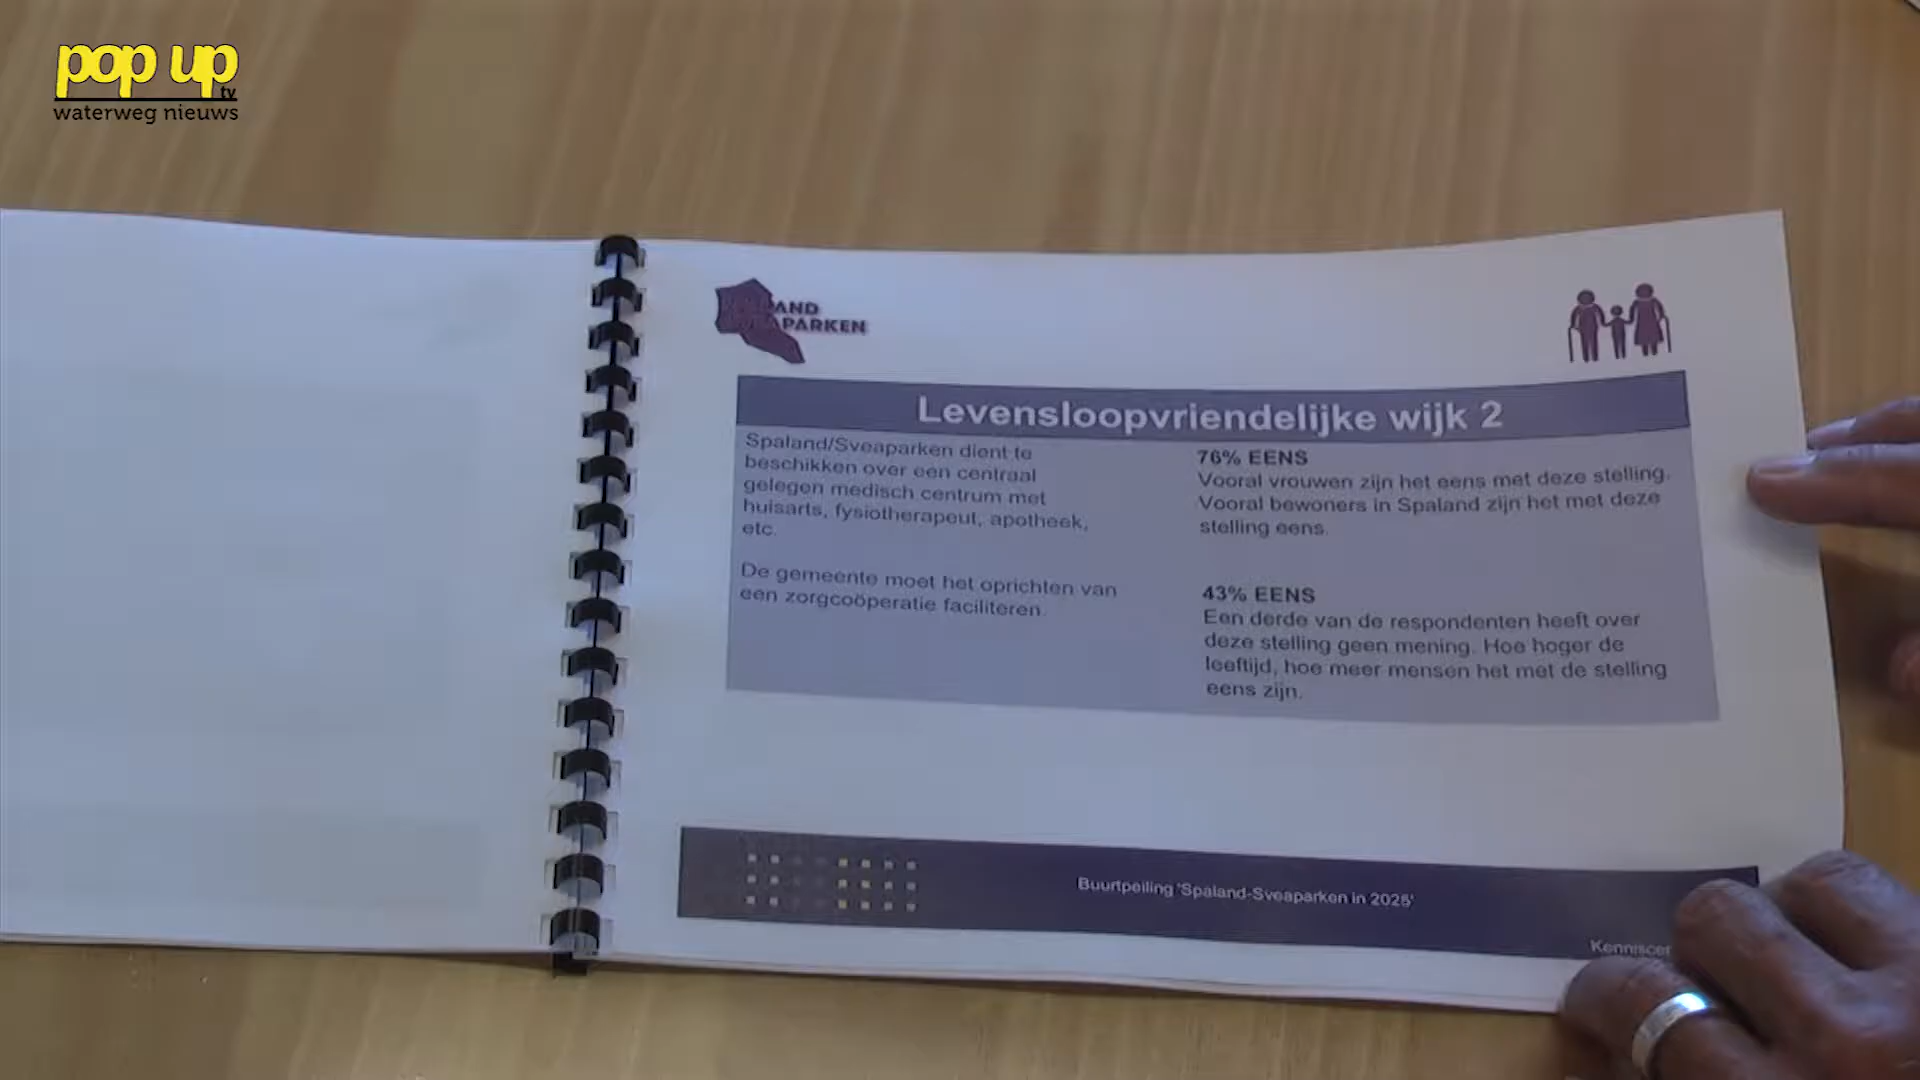 pop up
tv
waterweg nieuws
AND
PARKEN
Levensloopvriendelijke wijk 2
Spaland/Sveaparken dient te
beschikken over een centraal
gelegen medisch centrum met
huisarts, fysiotherapeut, apotheek,
etc.
De gemeente moet het oprichten van
een zorgcoöperatie faciliteren.
76% EENS
Vooral vrouwen zijn het eens met deze stelling.
Vooral bewoners in Spaland zijn het met deze
stelling eens.
43% EENS
Een derde van de respondenten heeft over
deze stelling geen mening. Hoe hoger de
leeftijd, hoe meer mensen het met de stelling
eens zijn.
Buurtpeiling 'Spaland-Sveaparken in 2025'
Kenniscer